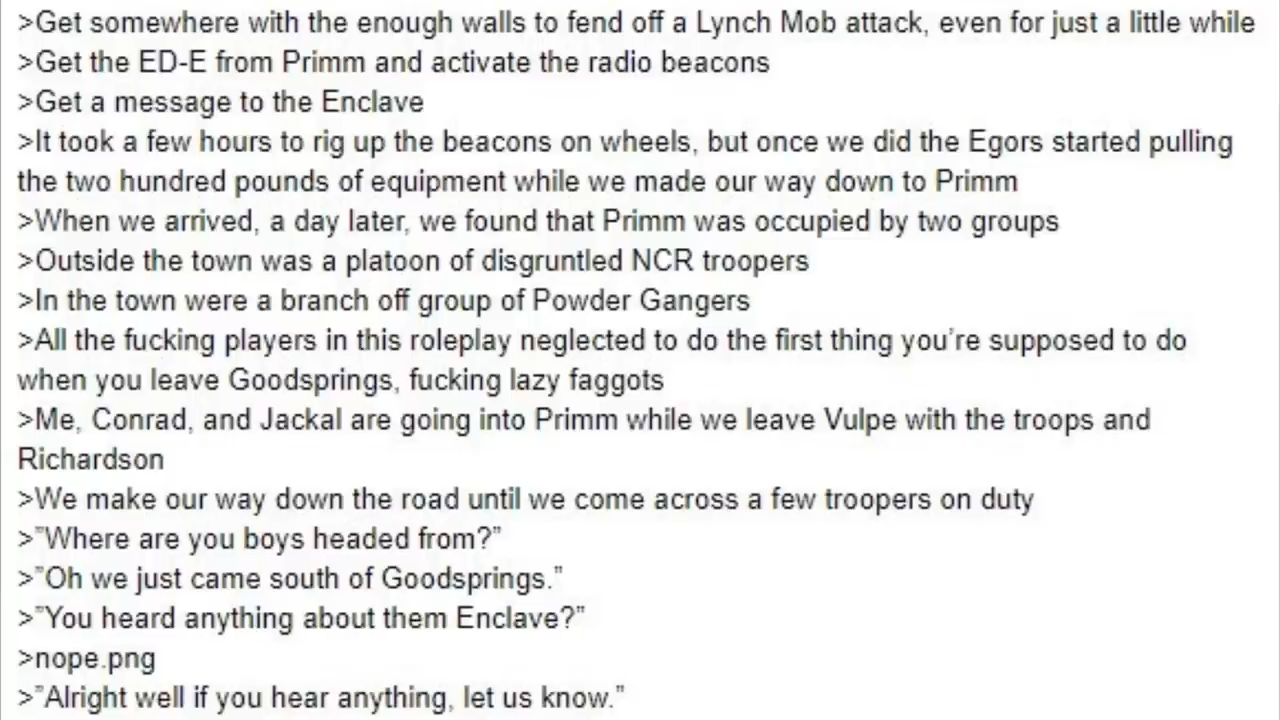 >Get somewhere with the enough walls to fend off a Lynch Mob attack, even for just a little while
>Get the ED-E from Primm and activate the radio beacons
>Get a message to the Enclave
>It took a few hours to rig up the beacons on wheels, but once we did the Egors started pulling
the two hundred pounds of equipment while we made our way down to Primm
>When we arrived, a day later, we found that Primm was occupied by two groups
>Outside the town was a platoon of disgruntled NCR troopers
>In the town were a branch off group of Powder Gangers
>All the fucking players in this roleplay neglected to do the first thing you’re supposed to do
when you leave Goodsprings, fucking lazy faggots
>Me, Conrad, and Jackal are going into Primm while we leave Vulpe with the troops and
Richardson
>We make our way down the road until we come across a few troopers on duty
>”Where are you boys headed from?”
>”Oh we just came south of Goodsprings.”
>”You heard anything about them Enclave?”
>nope.png
>”Alright well if you hear anything, let us know.”